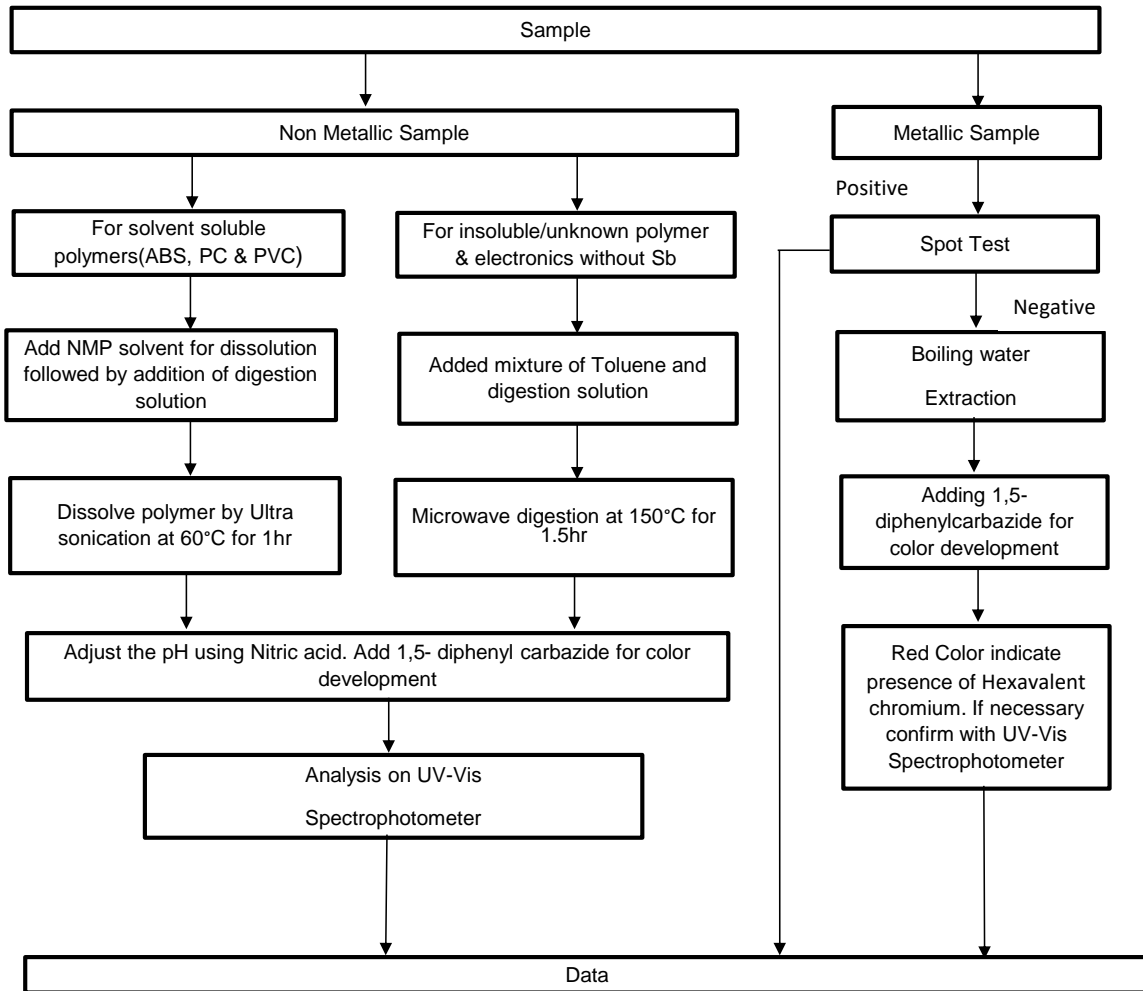 Sample
Non Metallic Sample
Metallic Sample
Positive
For solvent soluble
polymers(ABS, PC & PVC)
For insoluble/unknown polymer
& electronics without Sb
Spot Test
Negative
Add NMP solvent for dissolution
followed by addition of digestion
solution
Added mixture of Toluene and
digestion solution
Boiling water
Extraction
Dissolve polymer by Ultra
sonication at 60°C for 1hr
Microwave digestion at 150°C for
1.5hr
Adding 1,5-
diphenylcarbazide for
color development
Adjust the pH using Nitric acid. Add 1,5- diphenyl carbazide for color
development
Red Color indicate
presence of Hexavalent
chromium. If necessary
confirm with UV-Vis
Spectrophotometer
Analysis on UV-Vis
Spectrophotometer
Data